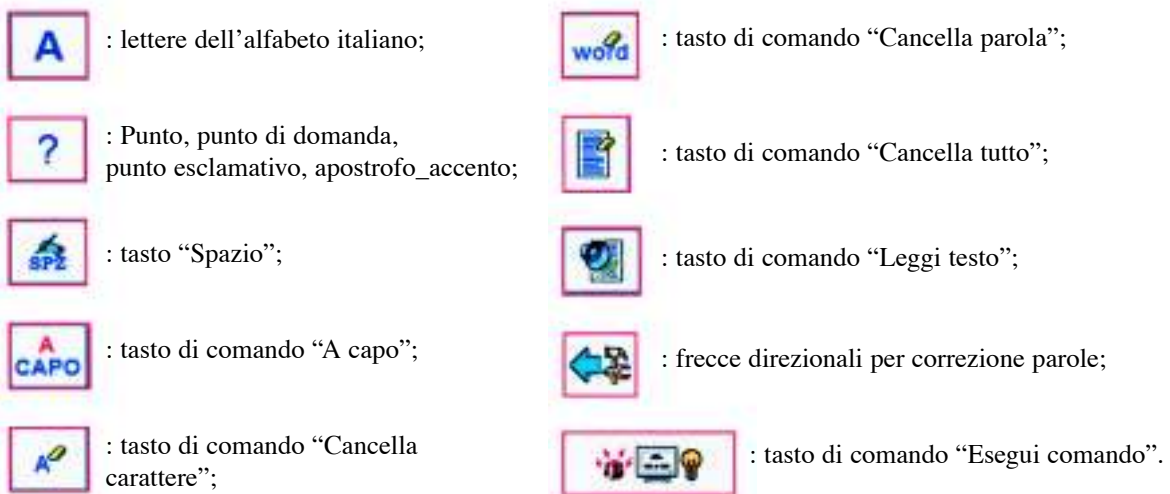 A : lettere dell’alfabeto italiano;
? : Punto, punto di domanda,
punto esclamativo, apostrofo_accento;
SPZ : tasto “Spazio”;
A
CAPO : tasto di comando “A capo”;
A : tasto di comando “Cancella
carattere”;
word : tasto di comando “Cancella parola”;
: tasto di comando “Cancella tutto”;
: tasto di comando “Leggi testo”;
: frecce direzionali per correzione parole;
: tasto di comando “Esegui comando”.